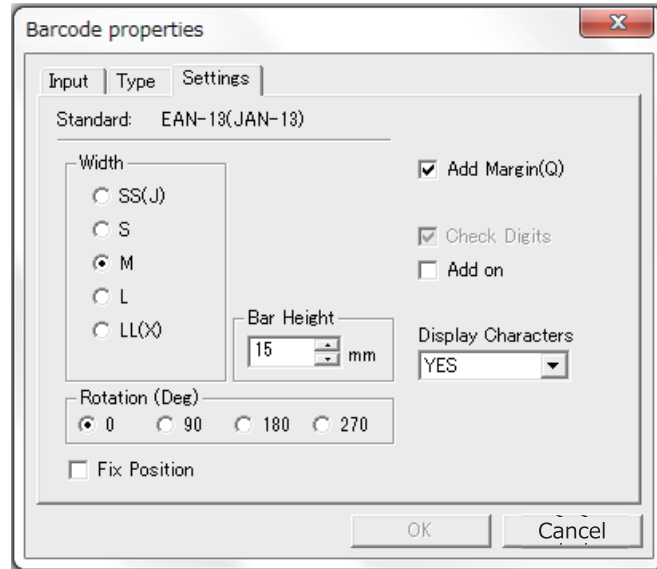 Barcode properties
Input Type Settings
Standard: EAN-13(JAN-13)
Width
SS(J)
S
M
L
LL(X)
Add Margin(Q)
Check Digits
Add on
Bar Height
15 mm
Display Characters
YES
Rotation (Deg)
0 90 180 270
Fix Position
OK Cancel